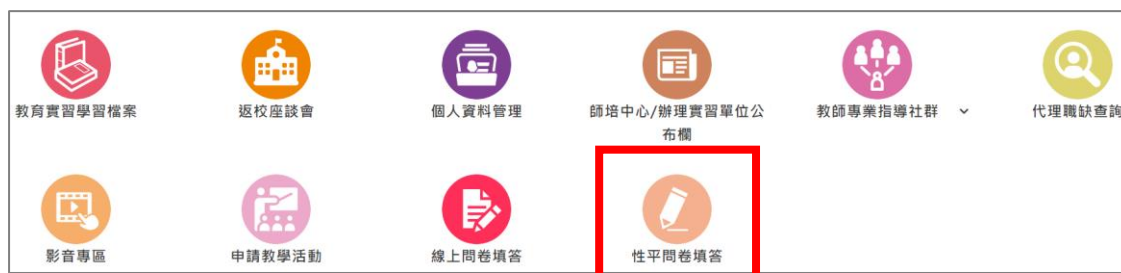 教育實習學習檔案
返校座談會
個人資料管理
師培中心/辦理實習單位公
布欄
教師專業指導社群
代理職缺查詢
影音專區
申請教學活動
線上問卷填答
性平問卷填答